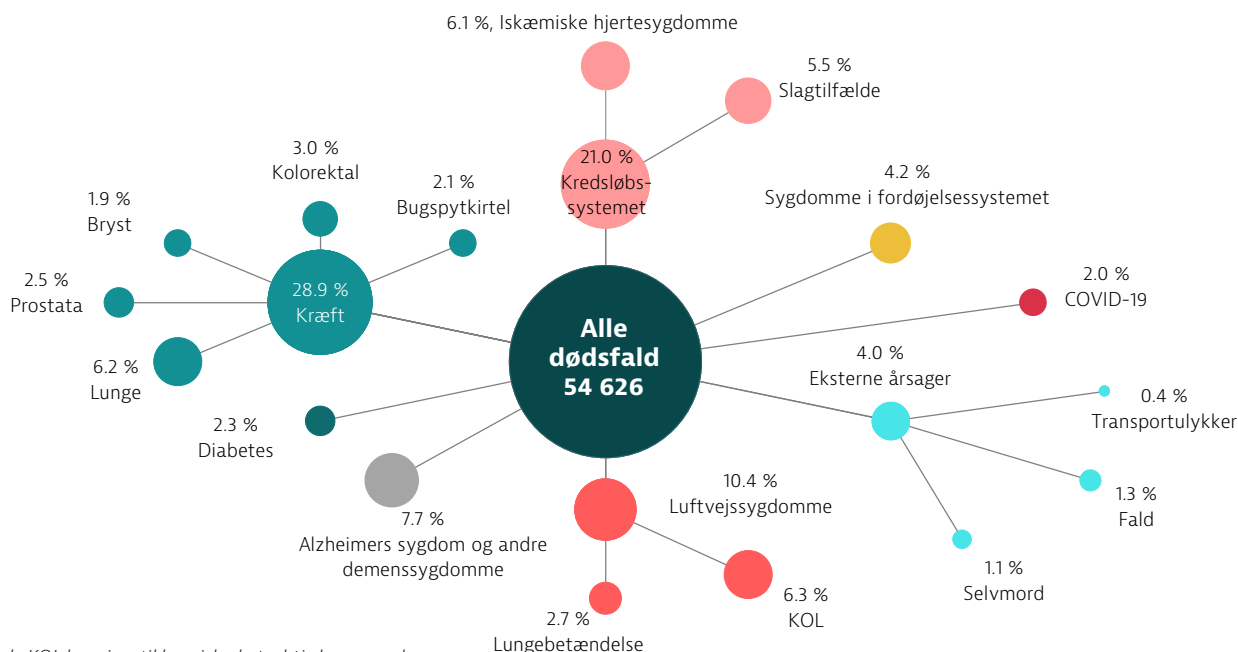 6.1 %, Iskæmiske hjertesygdomme
5.5 %
Slagtilfælde
21.0 %
Kredsløbs-
systemet
3.0 %
Kolorektal
2.1 %
Bugspytkirtel
1.9 %
Bryst
2.5 %
Prostata
28.9 %
Kræft
6.2 %
Lunge
4.2 %
Sygdomme i fordøjelsessystemet
2.0 %
COVID-19
Alle
dødsfald
54 626
4.0 %
Eksterne årsager
0.4 %
Transportulykker
1.3 %
Fald
1.1 %
Selvmord
2.3 %
Diabetes
7.7 %
Alzheimers sygdom og andre
demenssygdomme
10.4 %
Luftvejssygdomme
6.3 %
KOL
2.7 %
Lungebetændelse